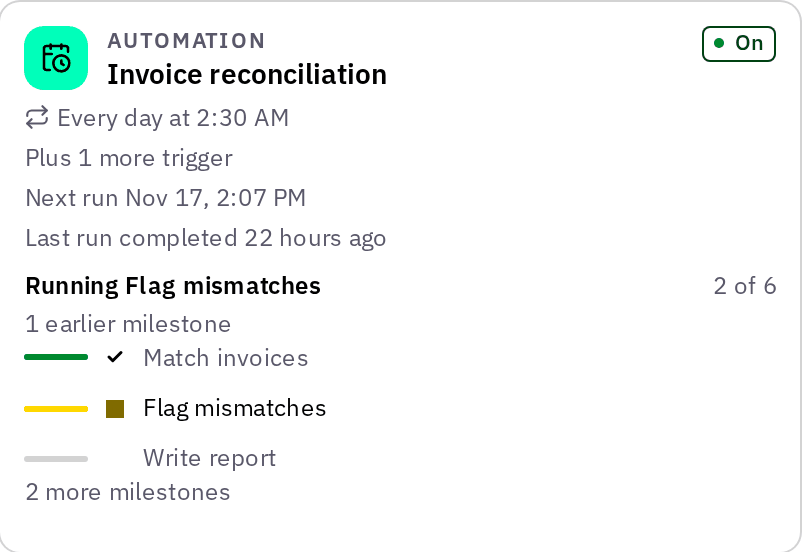 AUTOMATION
Invoice reconciliation
On
Every day at 2:30 AM
Plus 1 more trigger
Next run Nov 17, 2:07 PM
Last run completed 22 hours ago
Running Flag mismatches
2 of 6
1 earlier milestone
Match invoices
Flag mismatches
Write report
2 more milestones